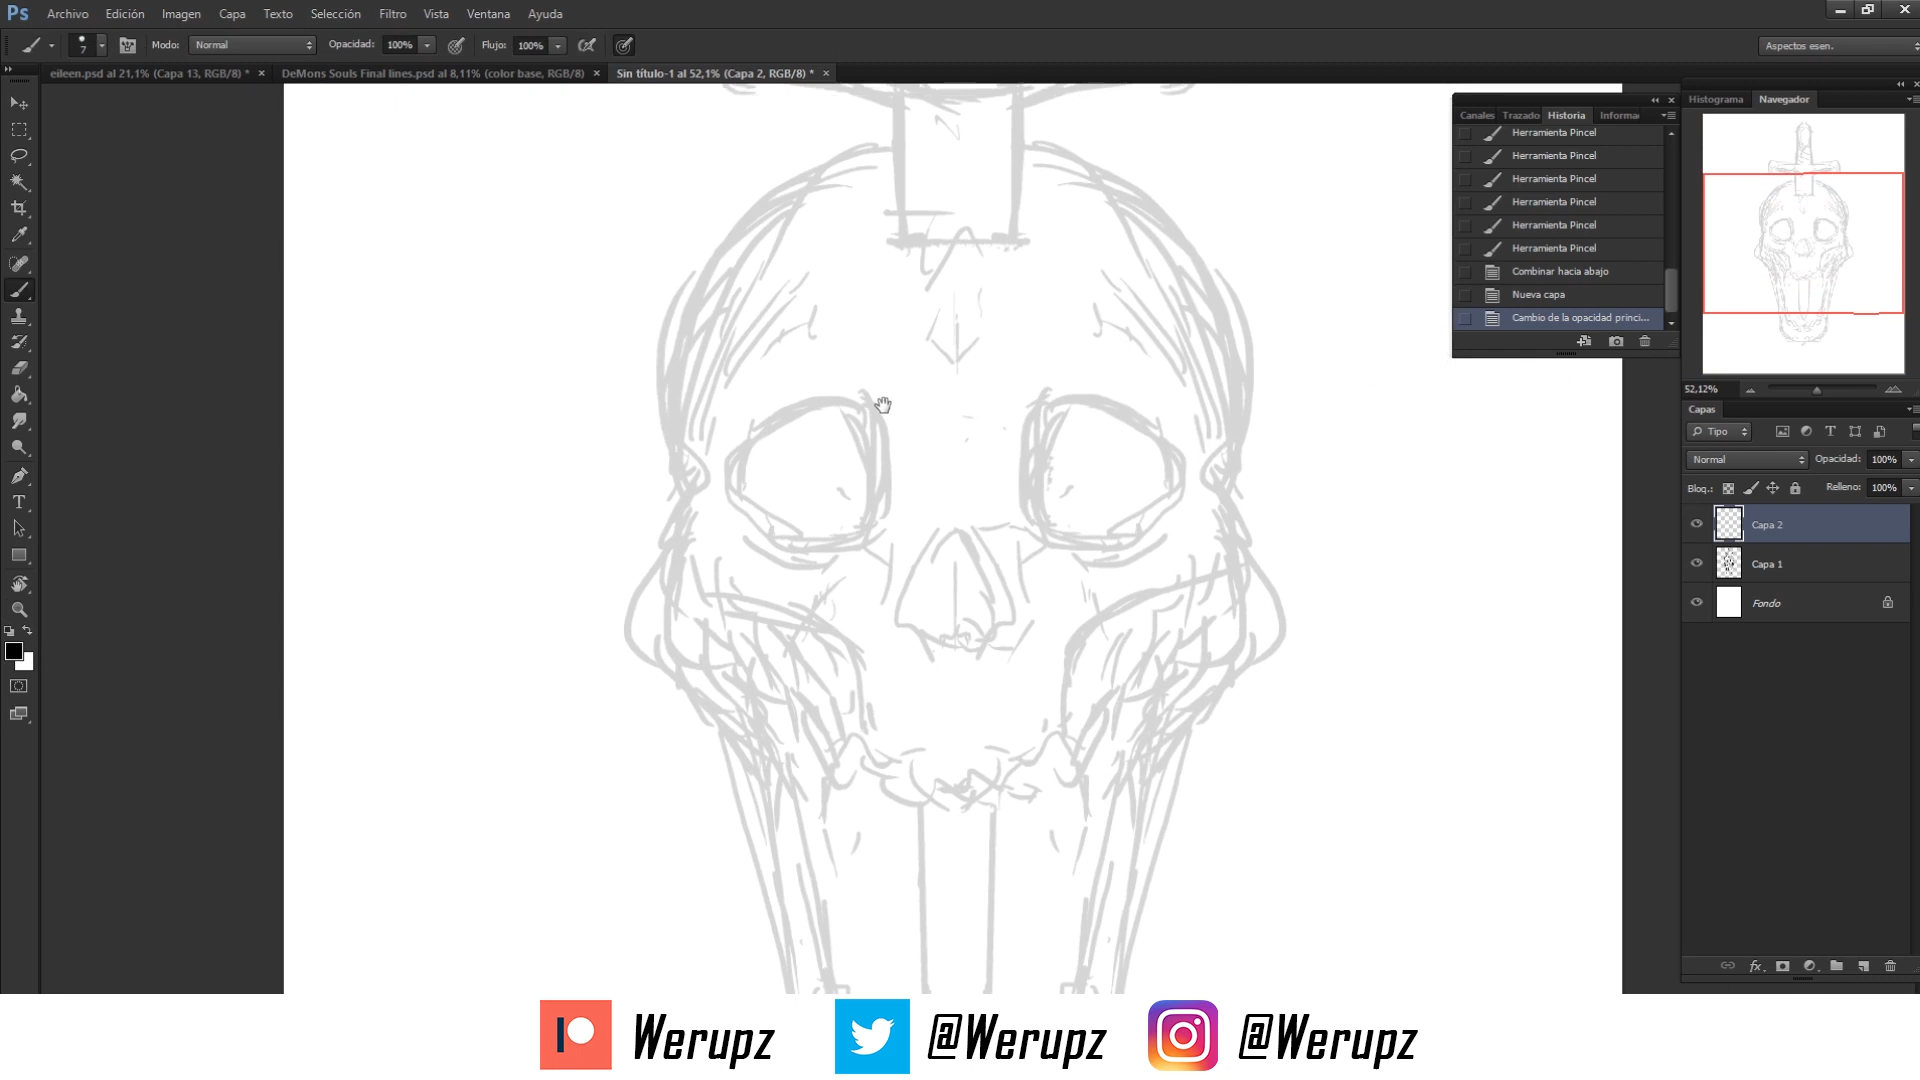 Ps Archivo Edición Imagen Capa Texto Selección Filtro Vista Ventana Ayuda
7 Modo: Normal Opacidad: 100% Flujo: 100% Aspectos esen.
eileen.psd al 21,1% (Capa 13, RGB/8) * × DeMons Souls Final lines.psd al 8,11% (color base, RGB/8) × Sin título-1 al 52,1% (Capa 2, RGB/8) * ×
Histograma Navegador
Canales Trazado Historia Informa
Herramienta Pincel
Herramienta Pincel
Herramienta Pincel
Herramienta Pincel
Herramienta Pincel
Herramienta Pincel
Combinar hacia abajo
Nueva capa
Cambio de la opacidad princi...
52,12%
Capas
Tipo
Normal Opacidad: 100%
Bloq.: Relleno: 100%
Capa 2
Capa 1
Fondo
Werupz @Werupz @Werupz